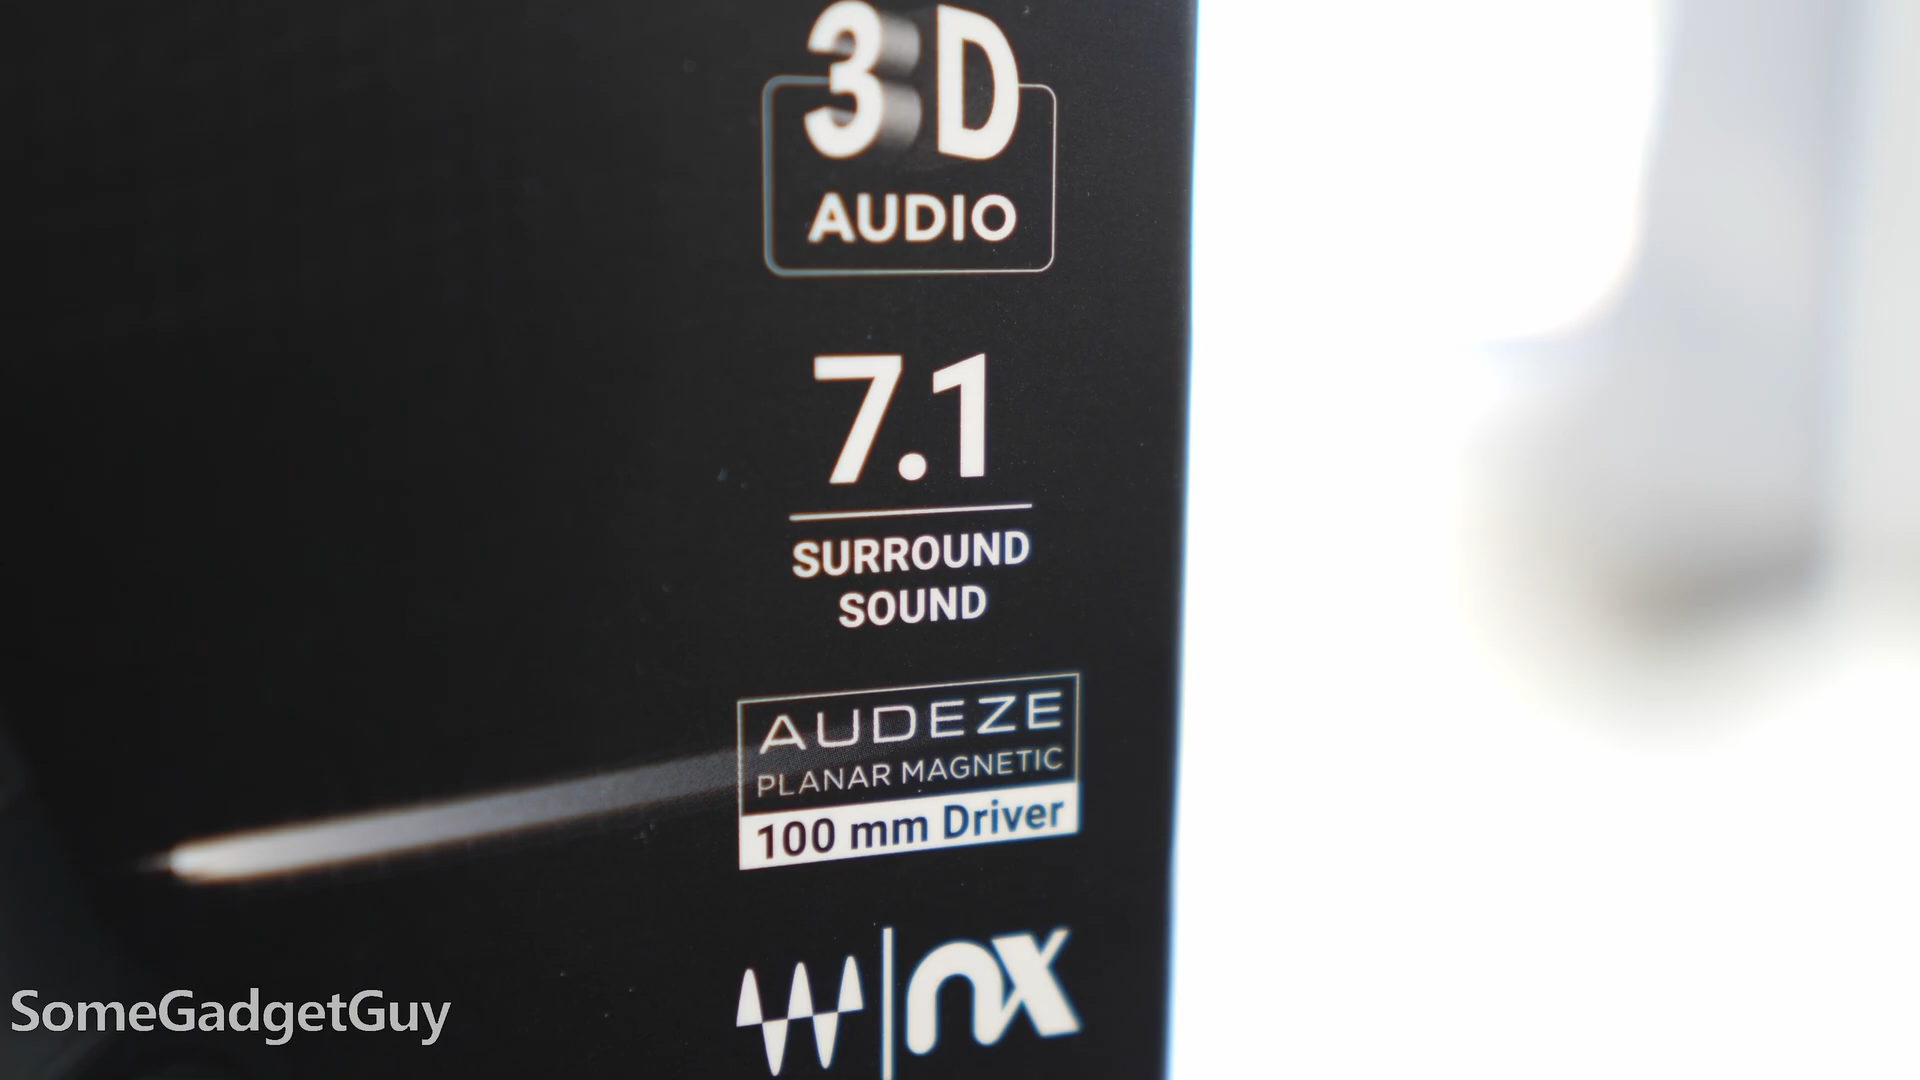 3D
AUDIO
7.1
SURROUND
SOUND
AUDEZE
PLANAR MAGNETIC
100 mm Driver
nx
SomeGadgetGuy